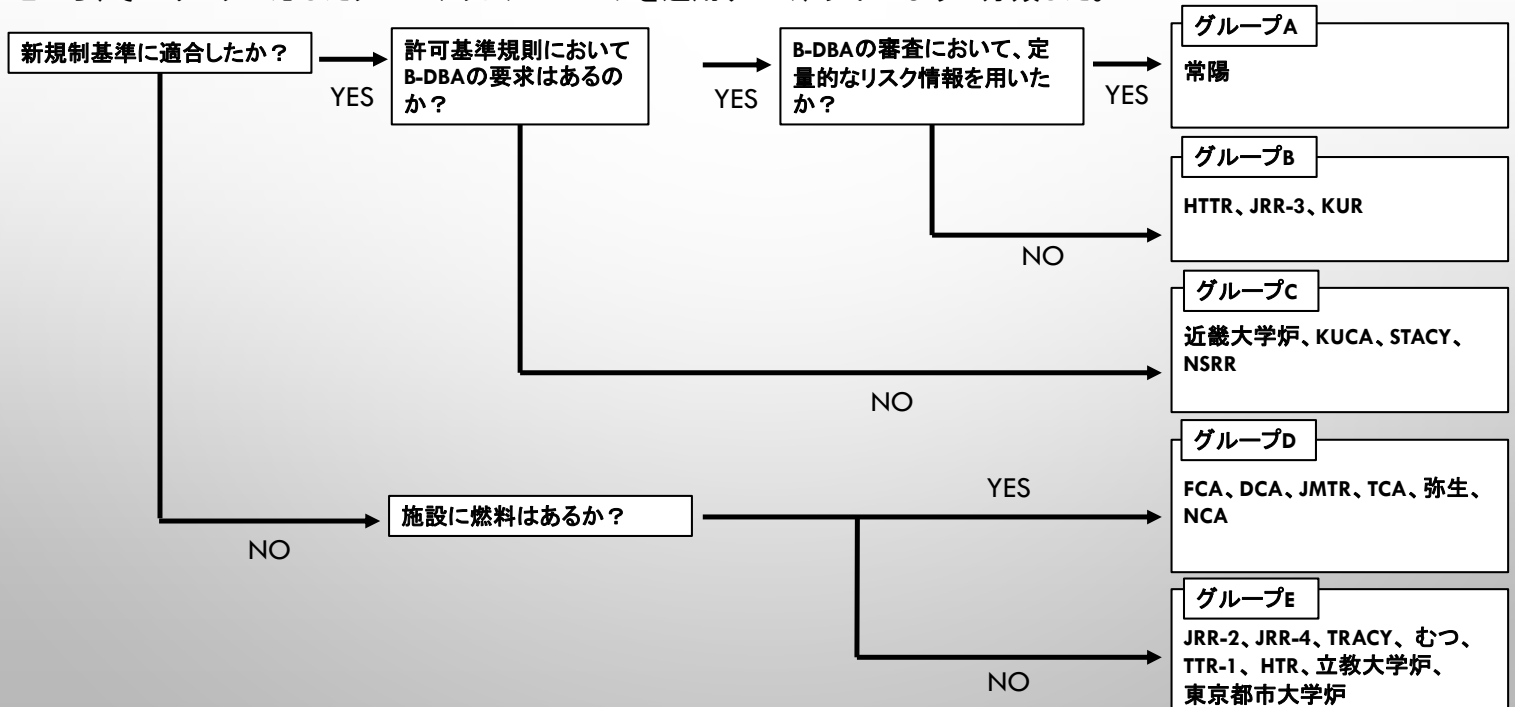 新規制基準に適合したか？
YES
許可基準規則において
B-DBAの要求はあるの
か？
YES
B-DBAの審査において、定
量的なリスク情報を用いた
か？
YES
グループA
常陽
NO
グループB
HTTR、JRR-3、KUR
NO
グループC
近畿大学炉、KUCA、STACY、
NSRR
NO
施設に燃料はあるか？
YES
グループD
FCA、DCA、JMTR、TCA、弥生、
NCA
NO
グループE
JRR-2、JRR-4、TRACY、むつ、
TTR-1、HTR、立教大学炉、
東京都市大学炉